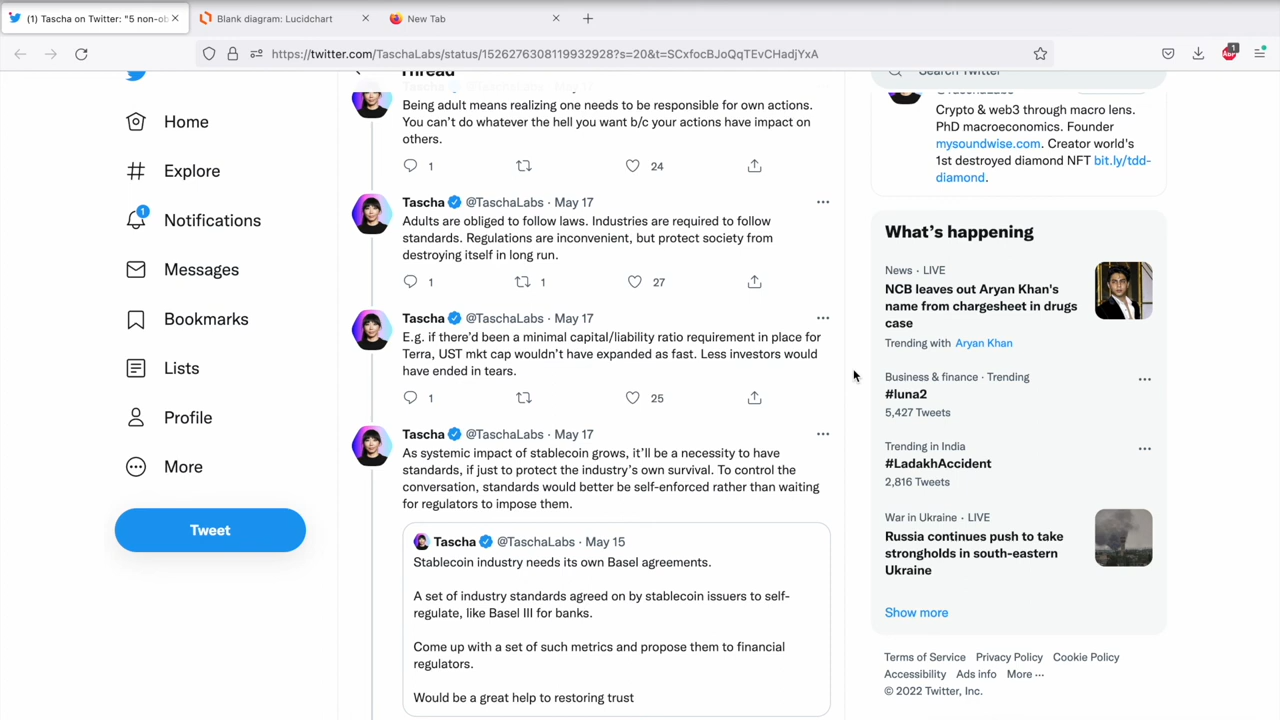 (1) Tascha on Twitter: "5 non-ob
Blank diagram: Lucidchart
New Tab
https://twitter.com/TaschaLabs/status/1526276308119932928?s=20&t=SCxfocBJoQqTEvCHadjYxA
1
Home
Explore
1
Notifications
Messages
Bookmarks
Lists
Profile
More
Tweet
Thread
Being adult means realizing one needs to be responsible for own actions.
You can't do whatever the hell you want b/c your actions have impact on
others.
1
24
Tascha @TaschaLabs · May 17
Adults are obliged to follow laws. Industries are required to follow
standards. Regulations are inconvenient, but protect society from
destroying itself in long run.
1
1
27
Tascha @TaschaLabs · May 17
E.g. if there'd been a minimal capital/liability ratio requirement in place for
Terra, UST mkt cap wouldn't have expanded as fast. Less investors would
have ended in tears.
1
25
Tascha @TaschaLabs · May 17
As systemic impact of stablecoin grows, it'll be a necessity to have
standards, if just to protect the industry's own survival. To control the
conversation, standards would better be self-enforced rather than waiting
for regulators to impose them.
Tascha @TaschaLabs · May 15
Stablecoin industry needs its own Basel agreements.
A set of industry standards agreed on by stablecoin issuers to self-
regulate, like Basel III for banks.
Come up with a set of such metrics and propose them to financial
regulators.
Would be a great help to restoring trust
Search Twitter
Crypto & web3 through macro lens.
PhD macroeconomics. Founder
mysoundwise.com. Creator world's
1st destroyed diamond NFT bit.ly/tdd-
diamond.
What's happening
News · LIVE
NCB leaves out Aryan Khan's
name from chargesheet in drugs
case
Trending with Aryan Khan
Business & finance · Trending
#luna2
5,427 Tweets
Trending in India
#LadakhAccident
2,816 Tweets
War in Ukraine · LIVE
Russia continues push to take
strongholds in south-eastern
Ukraine
Show more
Terms of Service Privacy Policy Cookie Policy
Accessibility Ads info More ···
© 2022 Twitter, Inc.